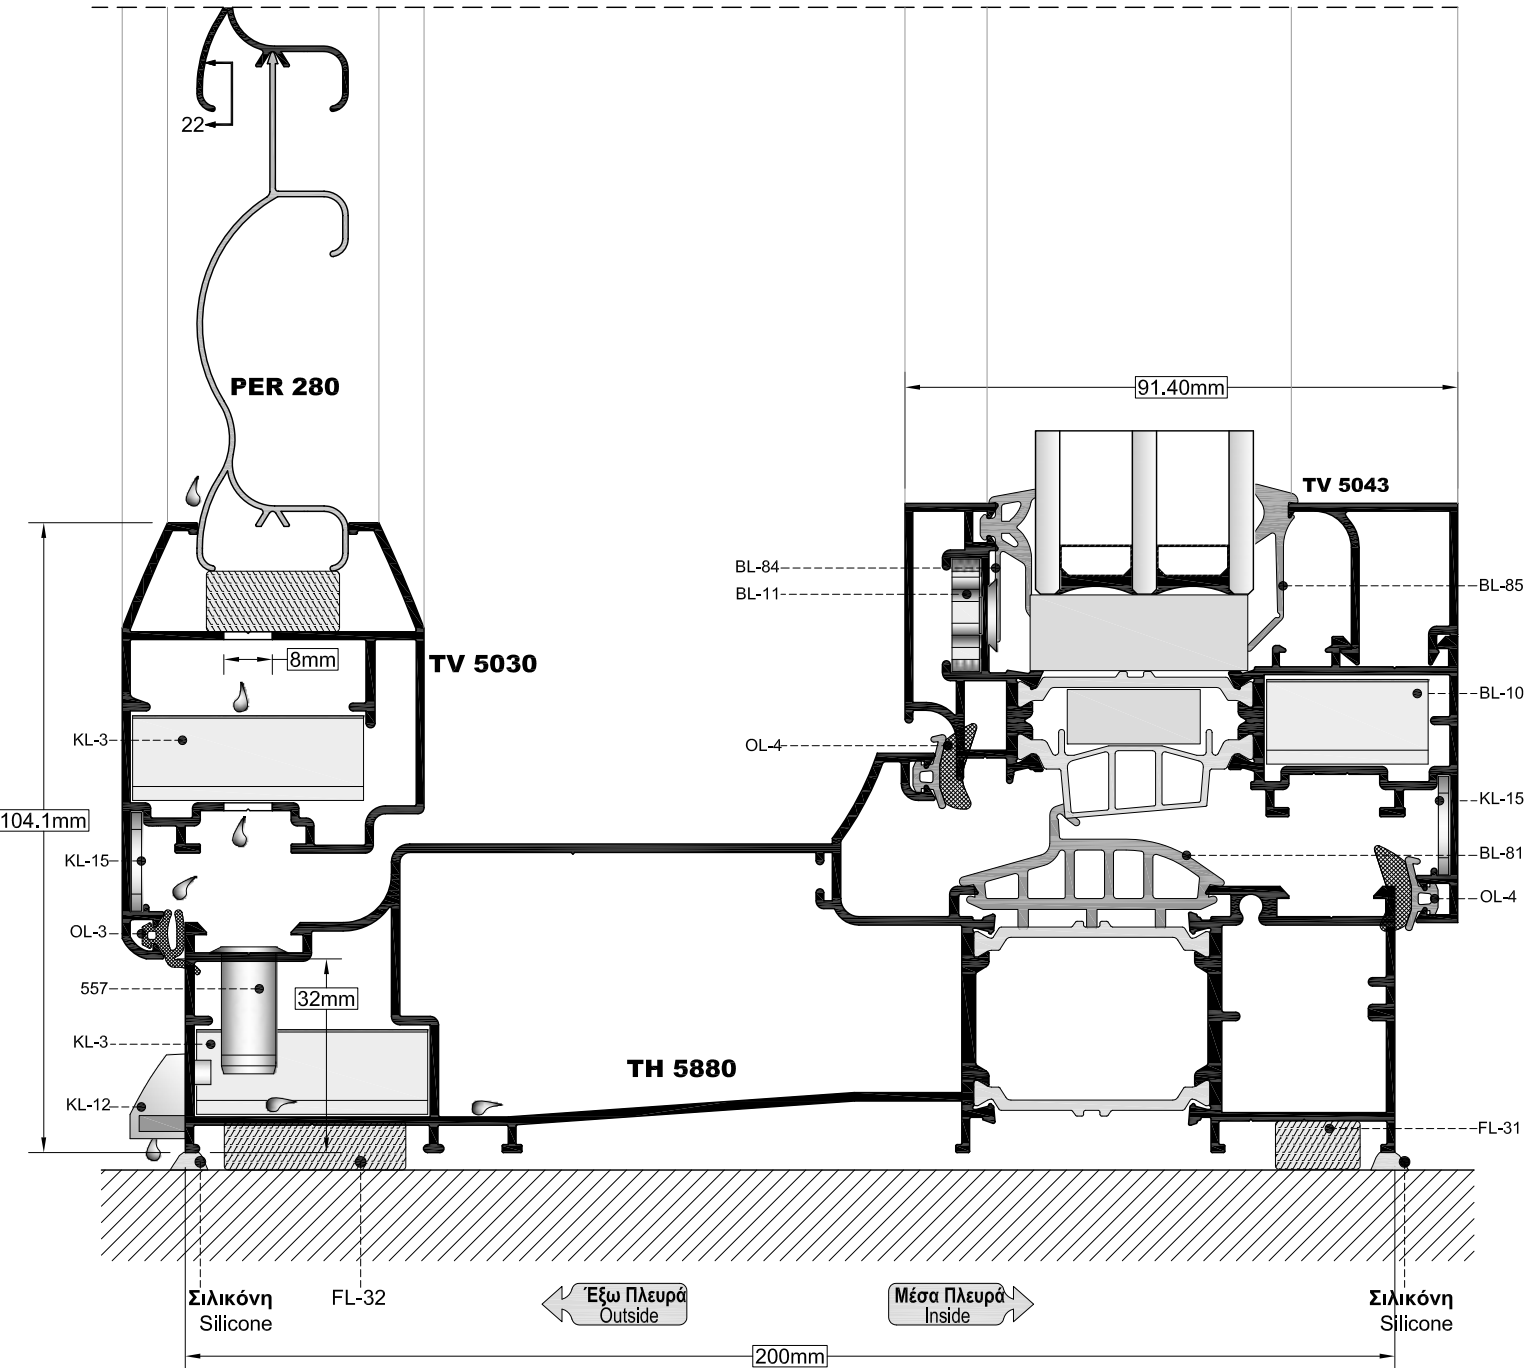 22
PER 280
91.40mm
TV 5043
BL-84
BL-11
BL-85
8mm
TV 5030
BL-10
KL-3
OL-4
104.1mm
KL-15
KL-15
BL-81
OL-4
OL-3
557
32mm
KL-3
TH 5880
KL-12
FL-31
Σιλικόνη
Silicone
FL-32
Έξω Πλευρά
Outside
Μέσα Πλευρά
Inside
Σιλικόνη
Silicone
200mm